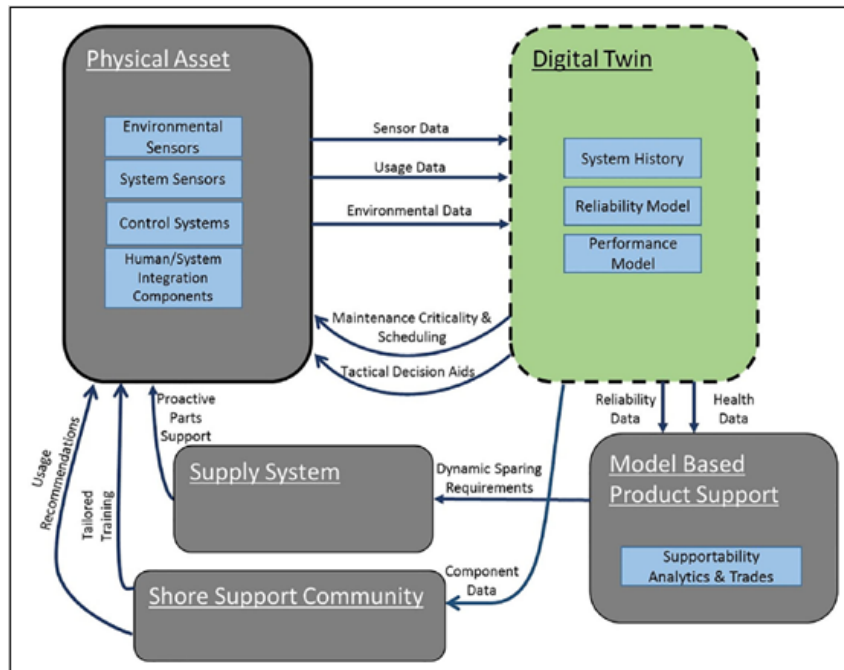 Physical Asset
Environmental
Sensors
System Sensors
Control Systems
Human/System
Integration
Components
Sensor Data
Usage Data
Environmental Data
Digital Twin
System History
Reliability Model
Performance
Model
Maintenance Criticality &
Scheduling
Tactical Decision Aids
Proactive
Parts
Support
Usage
Recommendations
Tailored
Training
Supply System
Dynamic Sparing
Requirements
Reliability
Data
Health
Data
Model Based
Product Support
Supportability
Analytics & Trades
Shore Support Community
Component
Data